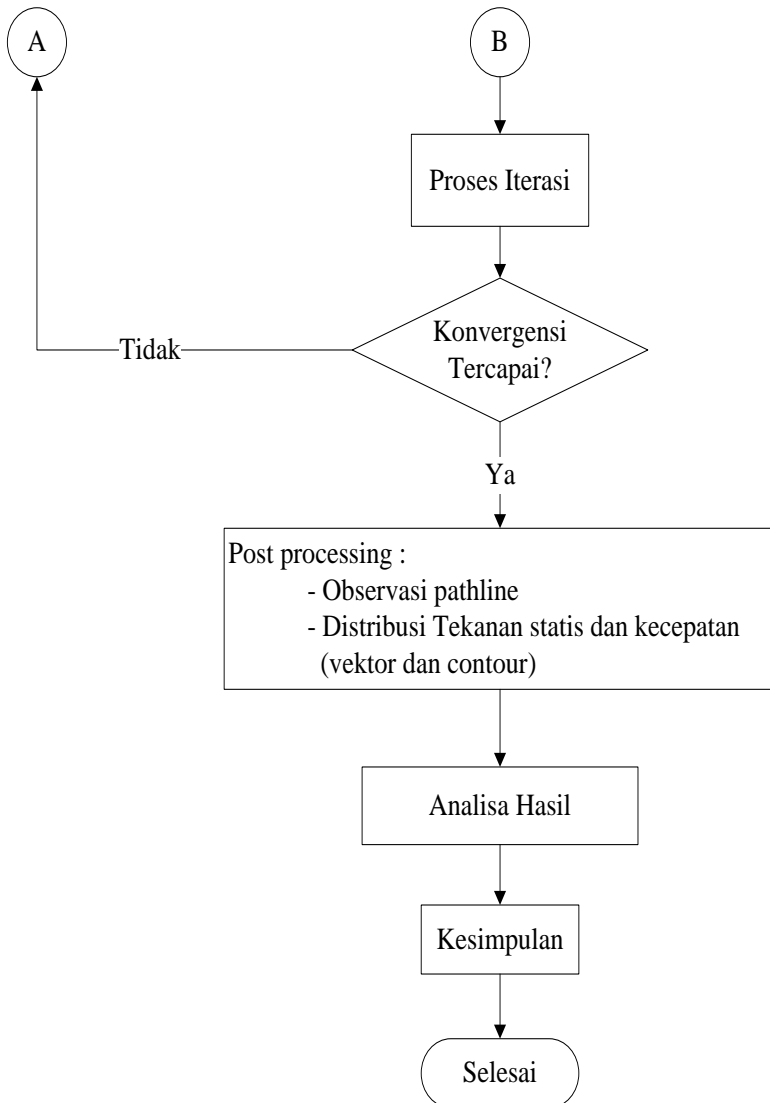 A
B
Proses Iterasi
Konvergensi
Tercapai?
Tidak
Ya
Post processing :
- Observasi pathline
- Distribusi Tekanan statis dan kecepatan
(vektor dan contour)
Analisa Hasil
Kesimpulan
Selesai